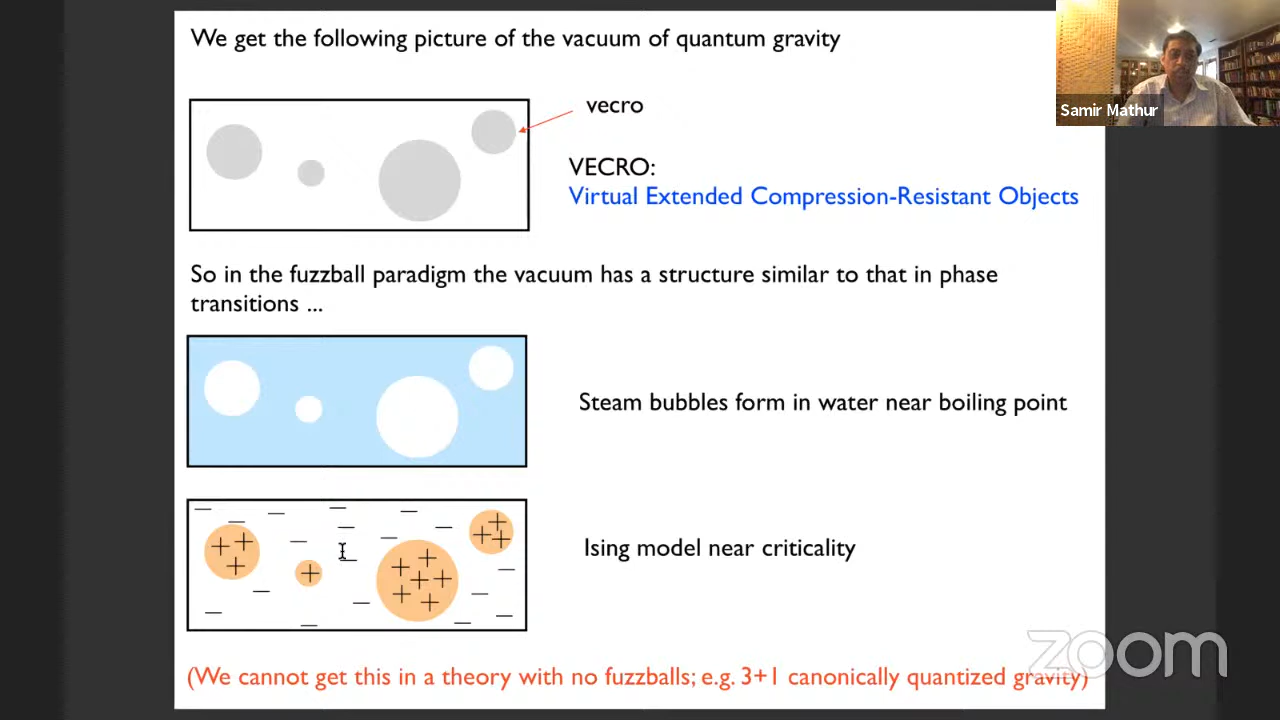 We get the following picture of the vacuum of quantum gravity
Samir Mathur
vecro
VECRO:
Virtual Extended Compression-Resistant Objects
So in the fuzzball paradigm the vacuum has a structure similar to that in phase
transitions ...
Steam bubbles form in water near boiling point
Ising model near criticality
zoom
(We cannot get this in a theory with no fuzzballs; e.g. 3+1 canonically quantized gravity)